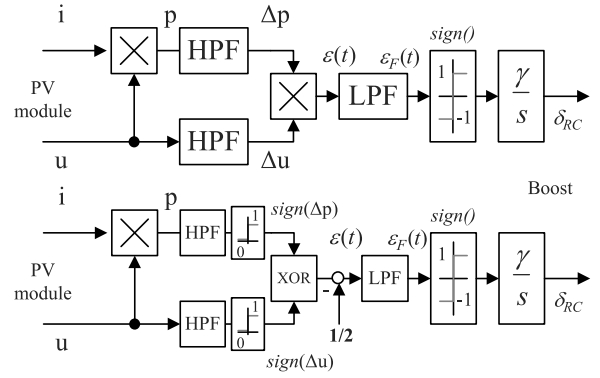 i p Δp sign()
HPF ε(t) ε_F(t)
PV module 1 γ/s
LPF -1 δ_RC
u HPF Δu
Boost
i p sign(Δp) sign()
HPF 1 0 ε(t) ε_F(t)
PV module XOR - LPF 1 -1 γ/s
u HPF 1 0 1/2 δ_RC
sign(Δu)